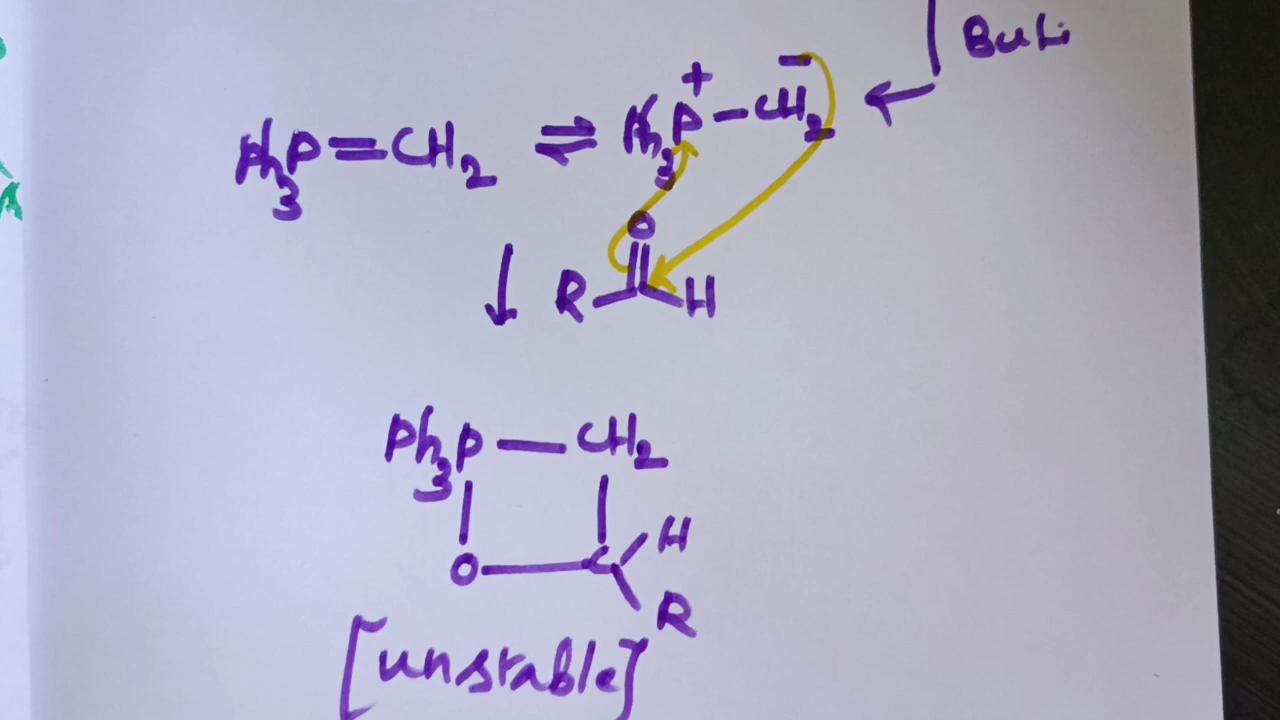 BuLi
Ph3P=CH2 ⇌ Ph3P+–CH2−
O
R C H
Ph3P — CH2
H
O — C
R
[unstable]